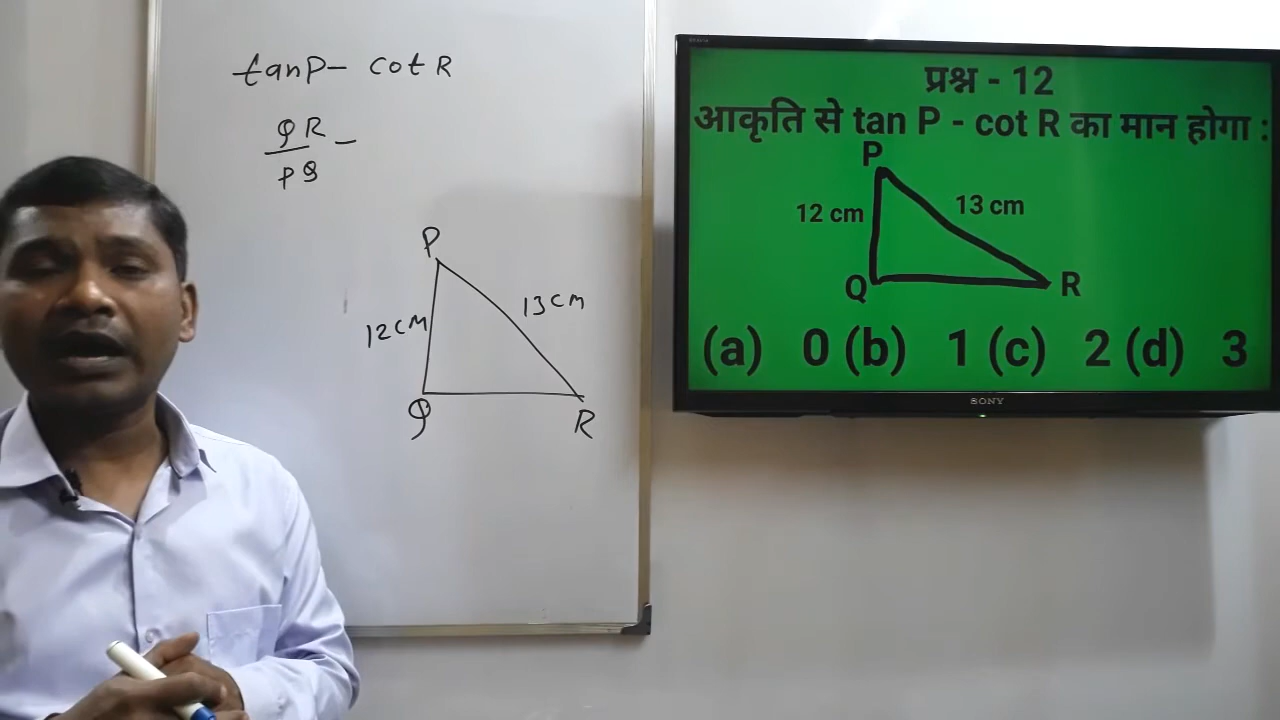 tanP- cotR
QR
PQ
-
P
12CM
13CM
Q
R
प्रश्न - 12
आकृति से tan P - cot R का मान होगा :
P
12 cm
13 cm
Q
R
(a) 0 (b) 1 (c) 2 (d) 3
SONY